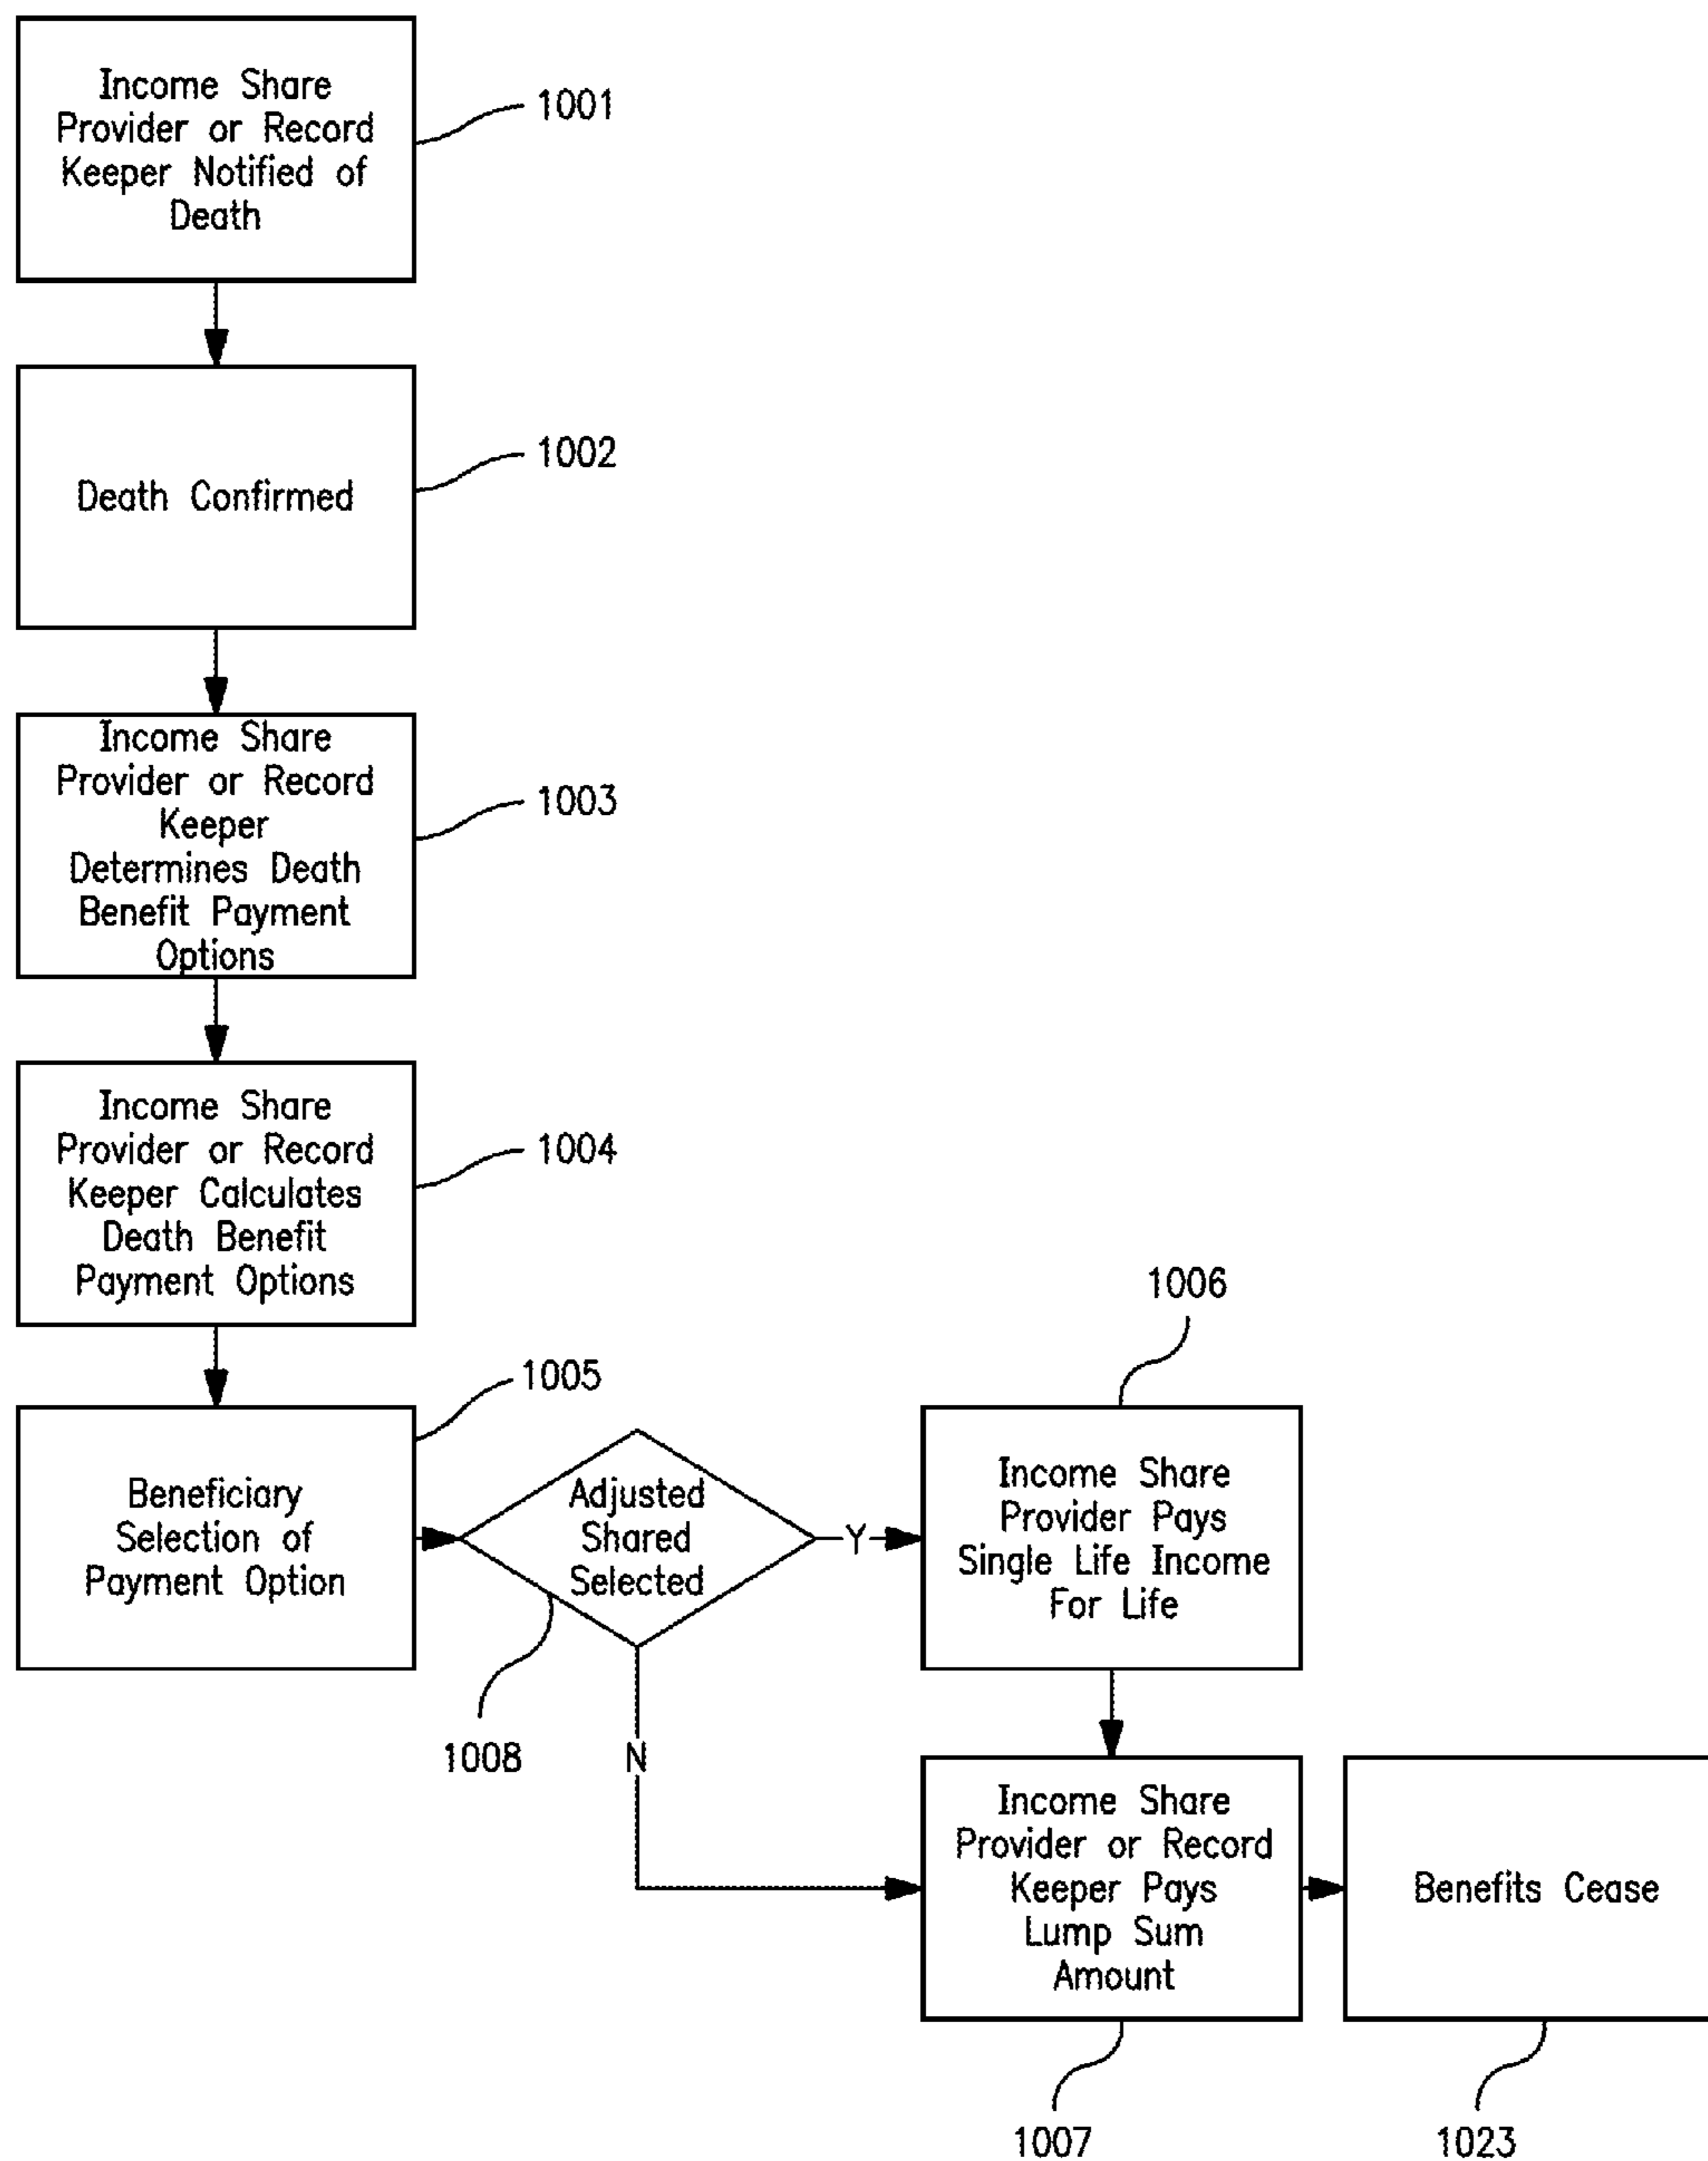 Income Share
Provider or Record
Keeper Notified of
Death
1001
Death Confirmed
1002
Income Share
Provider or Record
Keeper
Determines Death
Benefit Payment
Options
1003
Income Share
Provider or Record
Keeper Calculates
Death Benefit
Payment Options
1004
Beneficiary
Selection of
Payment Option
1005
Adjusted
Shared
Selected
1008
Y
N
1006
Income Share
Provider Pays
Single Life Income
For Life
Income Share
Provider or Record
Keeper Pays
Lump Sum
Amount
1007
Benefits Cease
1023